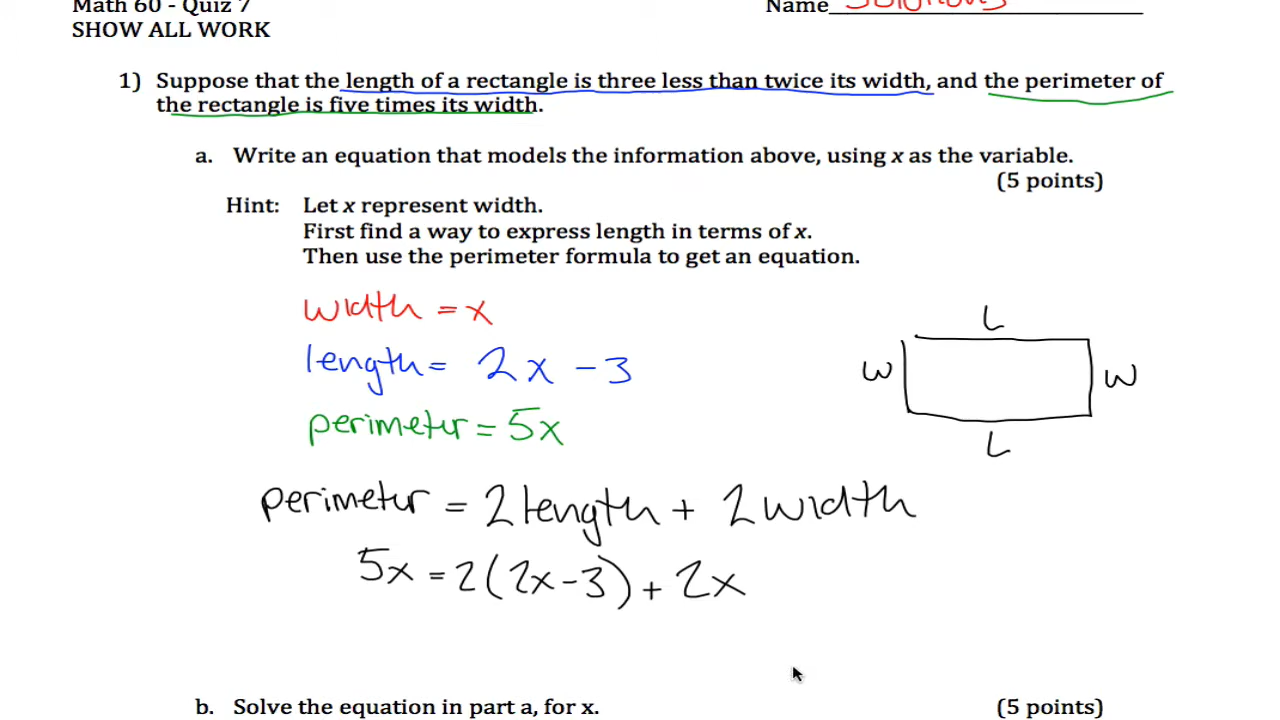 Math 60 - Quiz 7 Name Solutions
SHOW ALL WORK
1) Suppose that the length of a rectangle is three less than twice its width, and the perimeter of
the rectangle is five times its width.
a. Write an equation that models the information above, using x as the variable.
(5 points)
Hint: Let x represent width.
First find a way to express length in terms of x.
Then use the perimeter formula to get an equation.
width = x
length = 2x - 3
perimeter = 5x
L
W W
L
perimeter = 2 length + 2 width
5x = 2(2x-3) + 2x
b. Solve the equation in part a, for x. (5 points)